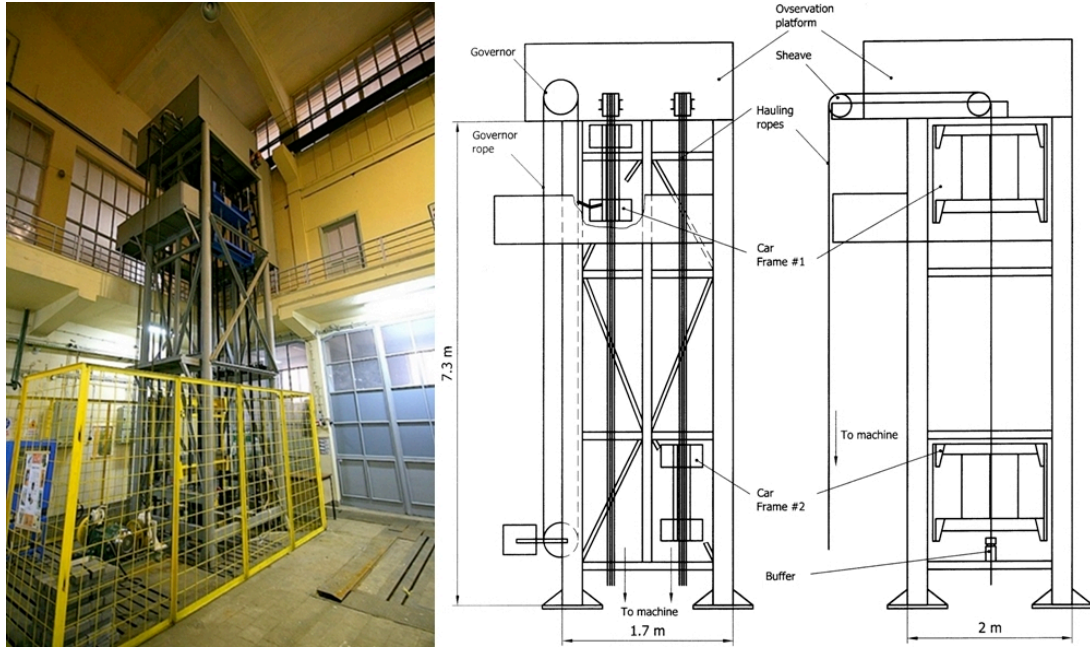 Ovservation
platform
Governor
Sheave
Governor
rope
Hauling
ropes
Car
Frame #1
7.3 m
To machine
Car
Frame #2
Buffer
To machine
1.7 m
2 m